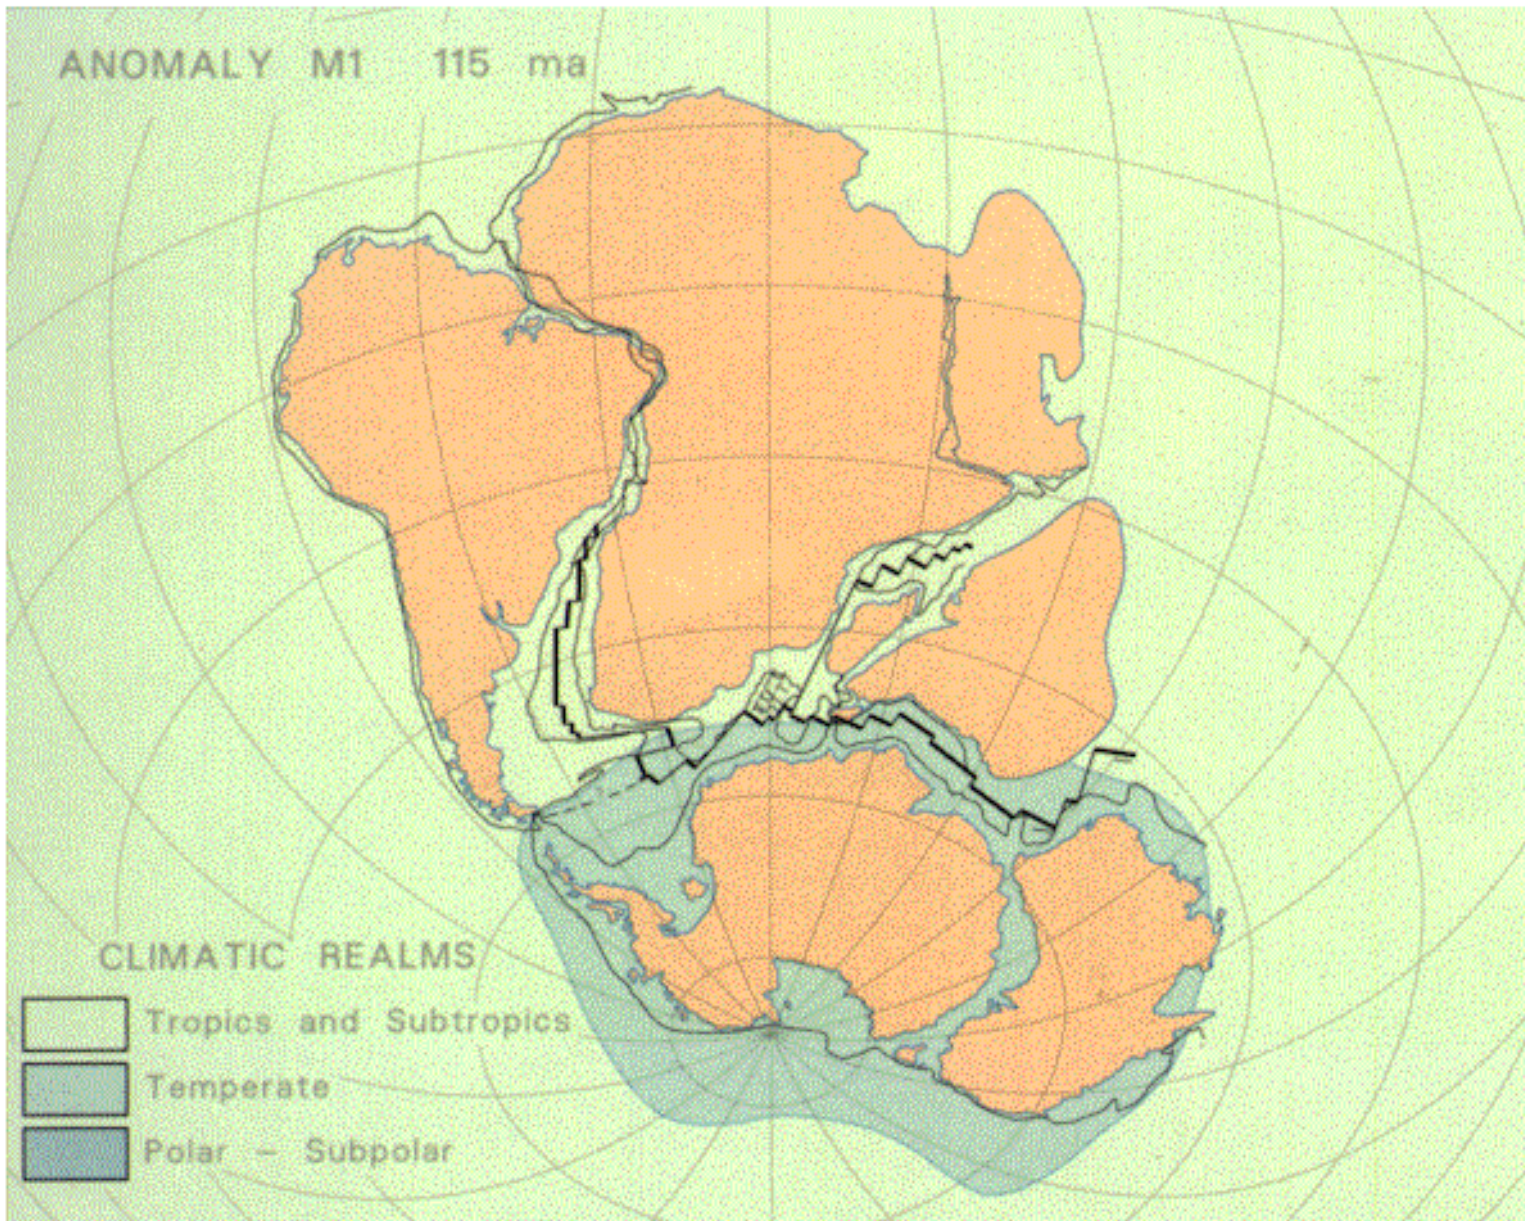 ANOMALY M1 115 ma
CLIMATIC REALMS
Tropics and Subtropics
Temperate
Polar – Subpolar